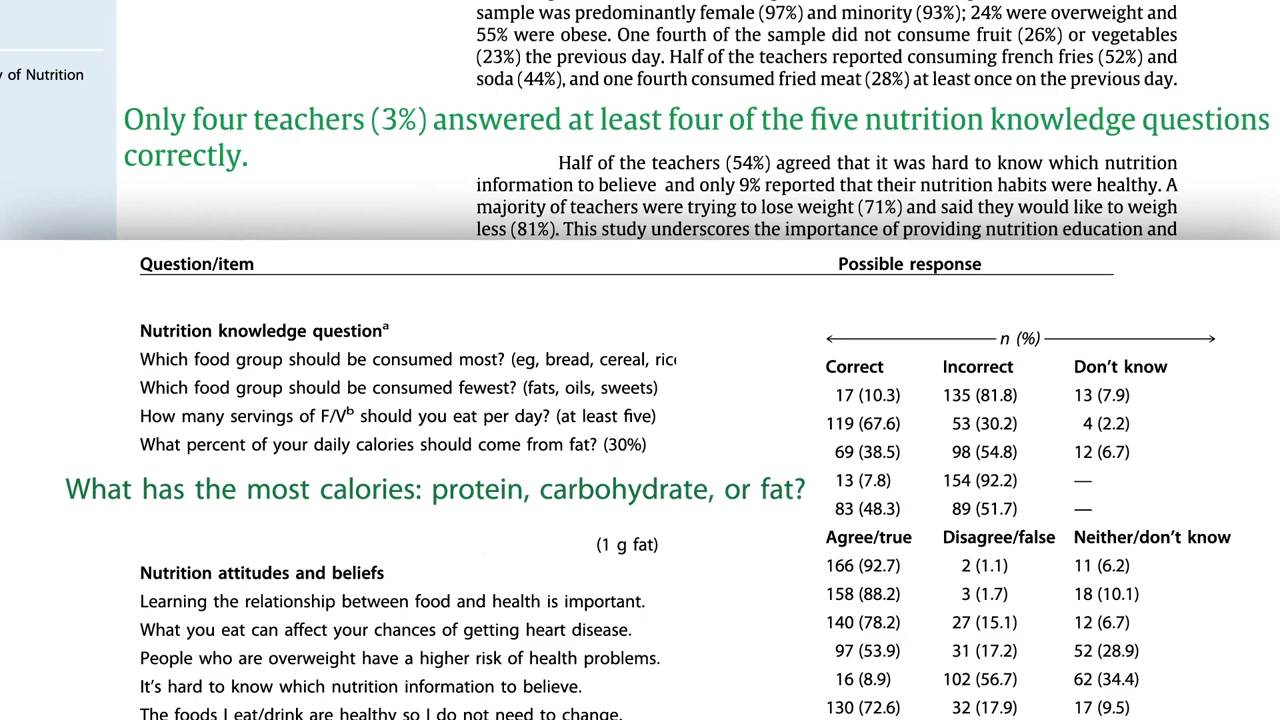 sample was predominantly female (97%) and minority (93%); 24% were overweight and
55% were obese. One fourth of the sample did not consume fruit (26%) or vegetables
y of Nutrition
(23%) the previous day. Half of the teachers reported consuming french fries (52%) and
soda (44%), and one fourth consumed fried meat (28%) at least once on the previous day.
Only four teachers (3%) answered at least four of the five nutrition knowledge questions
correctly.
Half of the teachers (54%) agreed that it was hard to know which nutrition
information to believe and only 9% reported that their nutrition habits were healthy. A
majority of teachers were trying to lose weight (71%) and said they would like to weigh
less (81%). This study underscores the importance of providing nutrition education and
Question/item Possible response
Nutrition knowledge questionᵃ
n (%)
Which food group should be consumed most? (eg, bread, cereal, rice
Correct Incorrect Don't know
Which food group should be consumed fewest? (fats, oils, sweets)
17 (10.3) 135 (81.8) 13 (7.9)
How many servings of F/Vᵇ should you eat per day? (at least five)
119 (67.6) 53 (30.2) 4 (2.2)
What percent of your daily calories should come from fat? (30%)
69 (38.5) 98 (54.8) 12 (6.7)
What has the most calories: protein, carbohydrate, or fat?
13 (7.8) 154 (92.2) —
83 (48.3) 89 (51.7) —
(1 g fat)
Agree/true Disagree/false Neither/don't know
Nutrition attitudes and beliefs
166 (92.7) 2 (1.1) 11 (6.2)
Learning the relationship between food and health is important.
158 (88.2) 3 (1.7) 18 (10.1)
What you eat can affect your chances of getting heart disease.
140 (78.2) 27 (15.1) 12 (6.7)
People who are overweight have a higher risk of health problems.
97 (53.9) 31 (17.2) 52 (28.9)
It's hard to know which nutrition information to believe.
16 (8.9) 102 (56.7) 62 (34.4)
The foods I eat/drink are healthy so I do not need to change.
130 (72.6) 32 (17.9) 17 (9.5)